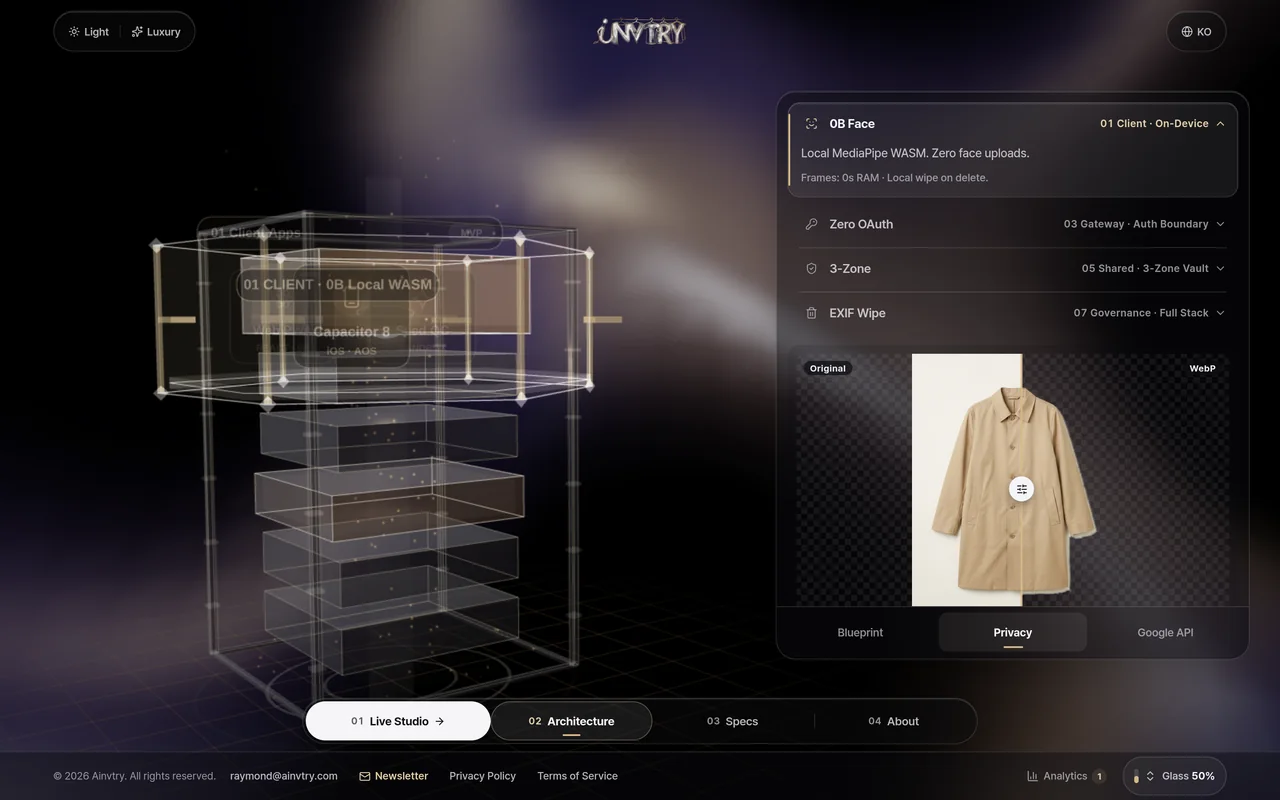 Light
Luxury
iNVTRY
KO
0B Face
01 Client · On-Device
Local MediaPipe WASM. Zero face uploads.
Frames: 0s RAM · Local wipe on delete.
Zero OAuth
03 Gateway · Auth Boundary
3-Zone
05 Shared · 3-Zone Vault
EXIF Wipe
07 Governance · Full Stack
01 Client Apps
MVP
01 CLIENT · 0B Local WASM
Capacitor 8
iOS · AOS
Original
WebP
Blueprint
Privacy
Google API
01 Live Studio →
02 Architecture
03 Specs
04 About
© 2026 Ainvtry. All rights reserved.
raymond@ainvtry.com
Newsletter
Privacy Policy
Terms of Service
Analytics 1
Glass 50%